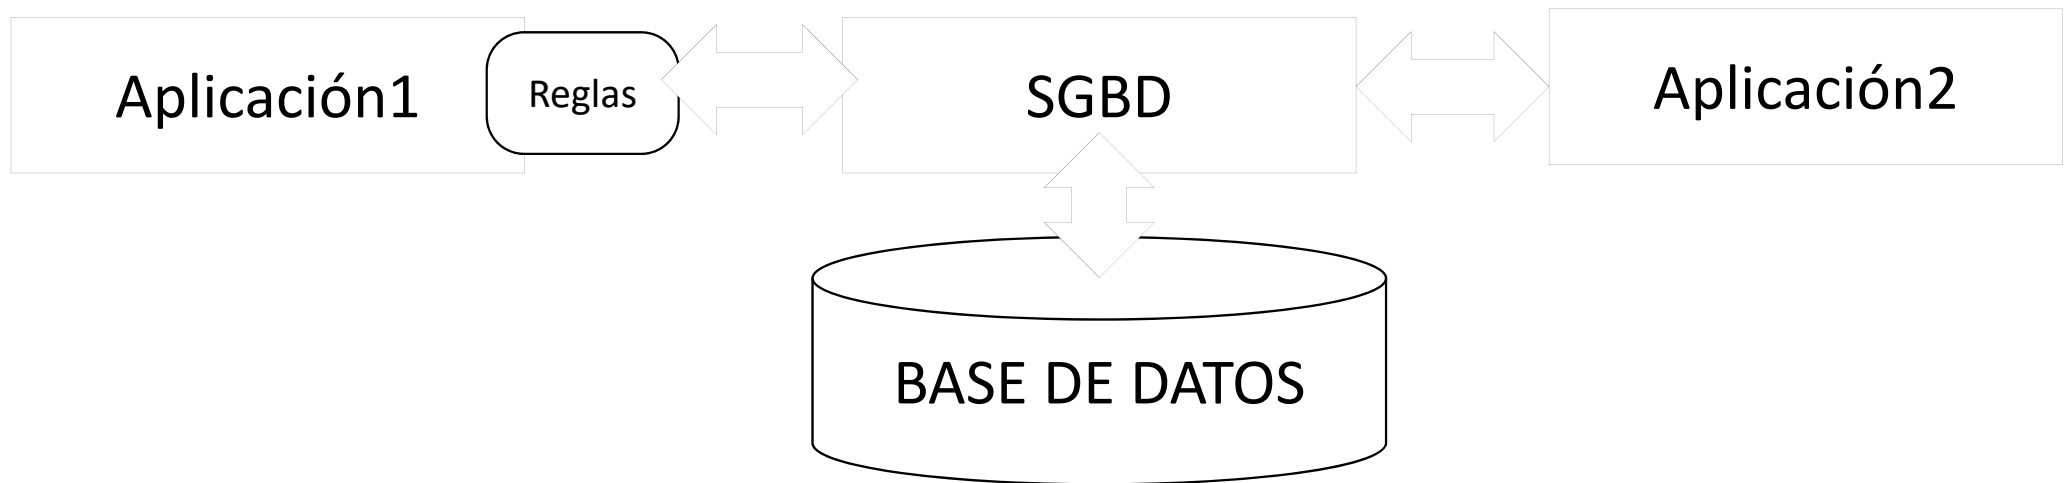 Aplicación1
Reglas
SGBD
Aplicación2
BASE DE DATOS